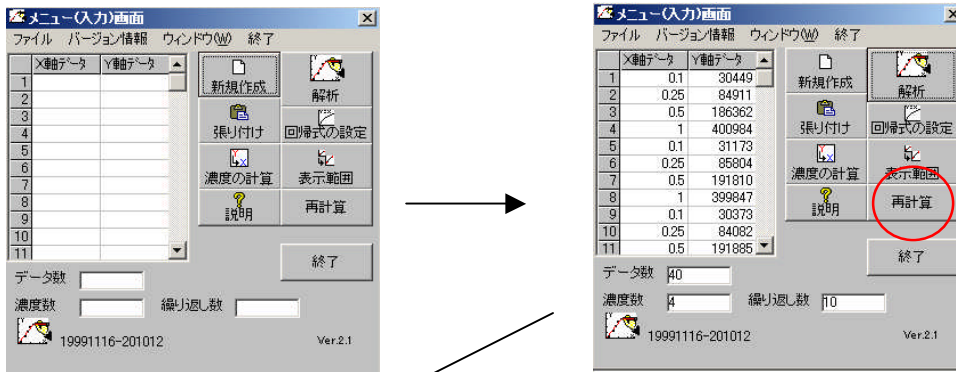 メニュー(入力)画面
ファイル バージョン情報 ウィンドウ(W) 終了
X軸データ Y軸データ
1
2
3
4
5
6
7
8
9
10
11
新規作成 解析
張り付け 回帰式の設定
濃度の計算 表示範囲
説明 再計算
終了
データ数
濃度数 繰り返し数
19991116-201012 Ver.2.1
メニュー(入力)画面
ファイル バージョン情報 ウィンドウ(W) 終了
X軸データ Y軸データ
1 0.1 30449
2 0.25 84911
3 0.5 186362
4 1 400984
5 0.1 31173
6 0.25 85804
7 0.5 191810
8 1 399847
9 0.1 30373
10 0.25 84082
11 0.5 191885
新規作成 解析
張り付け 回帰式の設定
濃度の計算 表示範囲
説明 再計算
終了
データ数 40
濃度数 4 繰り返し数 10
19991116-201012 Ver.2.1